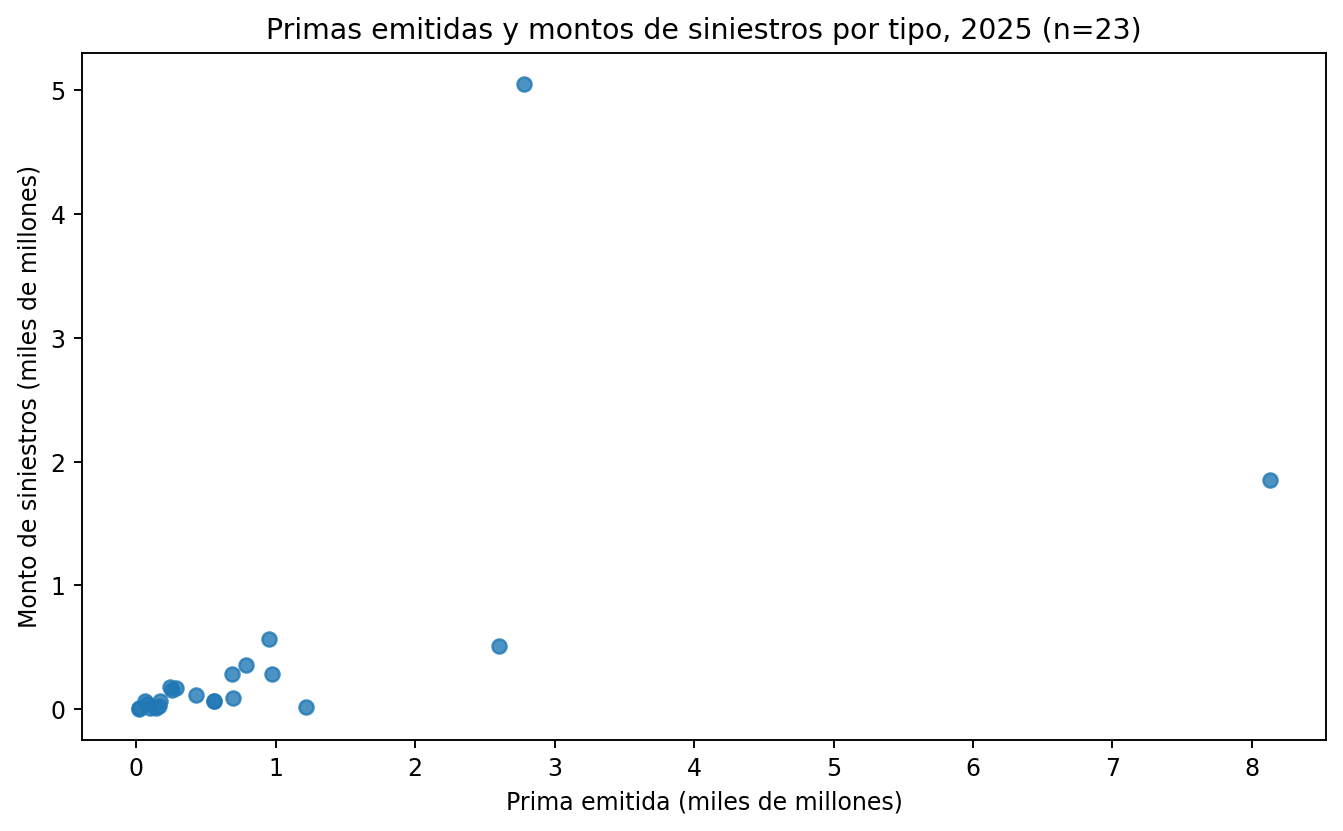 Primas emitidas y montos de siniestros por tipo, 2025 (n=23)
Monto de siniestros (miles de millones)
5
4
3
2
1
0
0 1 2 3 4 5 6 7 8
Prima emitida (miles de millones)